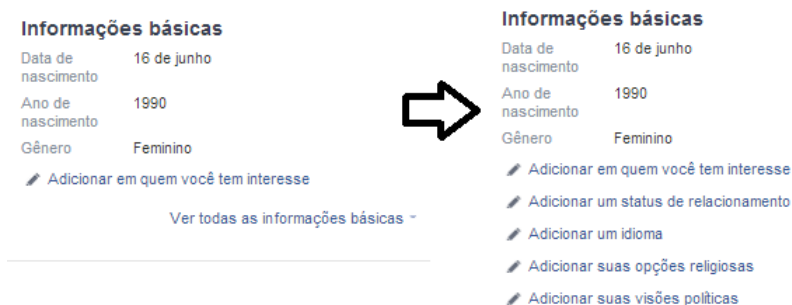 Informações básicas
Data de
nascimento
16 de junho
Ano de
nascimento
1990
Gênero
Feminino
Adicionar em quem você tem interesse
Ver todas as informações básicas
Informações básicas
Data de
nascimento
16 de junho
Ano de
nascimento
1990
Gênero
Feminino
Adicionar em quem você tem interesse
Adicionar um status de relacionamento
Adicionar um idioma
Adicionar suas opções religiosas
Adicionar suas visões políticas